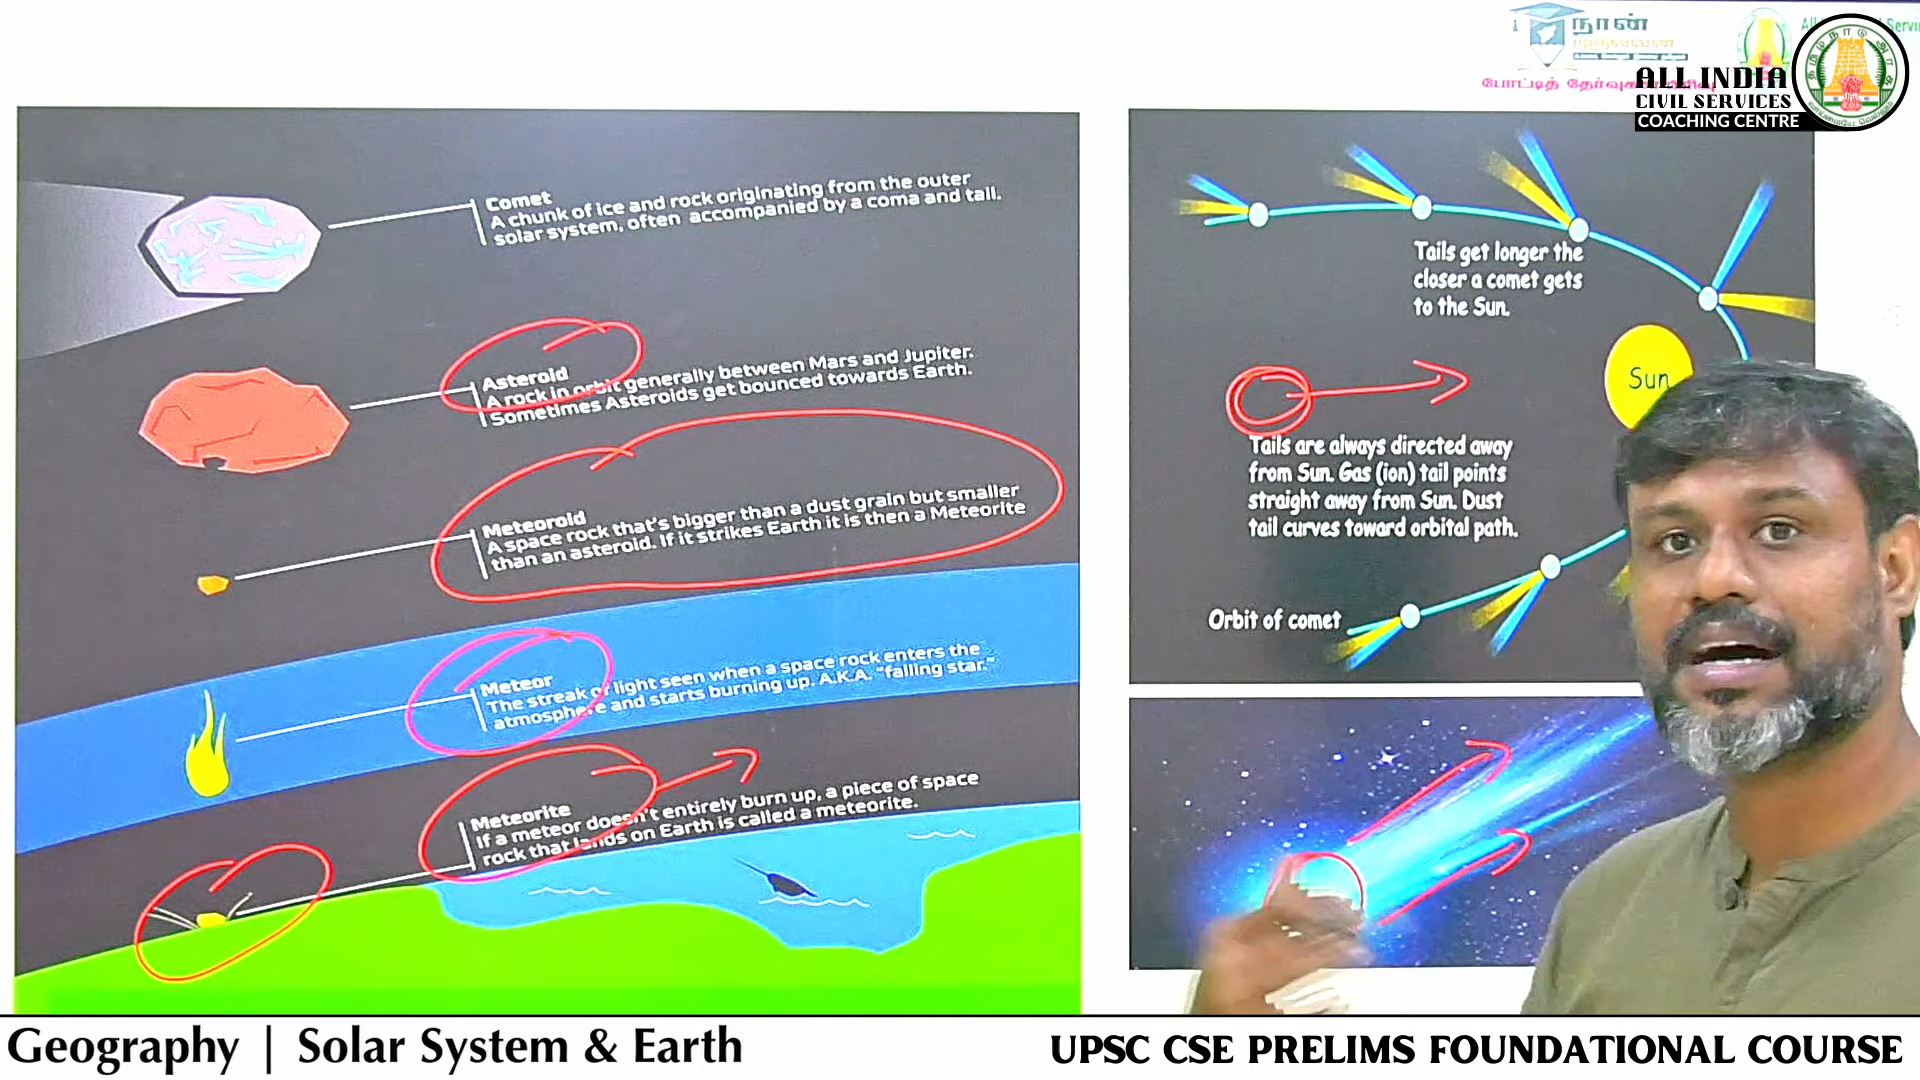 நான்
போட்டித்
ALL INDIA
CIVIL SERVICES
COACHING CENTRE
Comet
A chunk of ice and rock originating from the outer
solar system, often accompanied by a coma and tail.
Asteroid
A rock in orbit generally between Mars and Jupiter.
Sometimes Asteroids get bounced towards Earth.
Meteoroid
A space rock that's bigger than a dust grain but smaller
than an asteroid. If it strikes Earth it is then a Meteorite
Meteor
The streak of light seen when a space rock enters the
atmosphere and starts burning up. A.K.A. "falling star."
Meteorite
If a meteor doesn't entirely burn up, a piece of space
rock that lands on Earth is called a meteorite.
Tails get longer the
closer a comet gets
to the Sun.
Sun
Tails are always directed away
from Sun. Gas (ion) tail points
straight away from Sun. Dust
tail curves toward orbital path.
Orbit of comet
Geography | Solar System & Earth
UPSC CSE PRELIMS FOUNDATIONAL COURSE